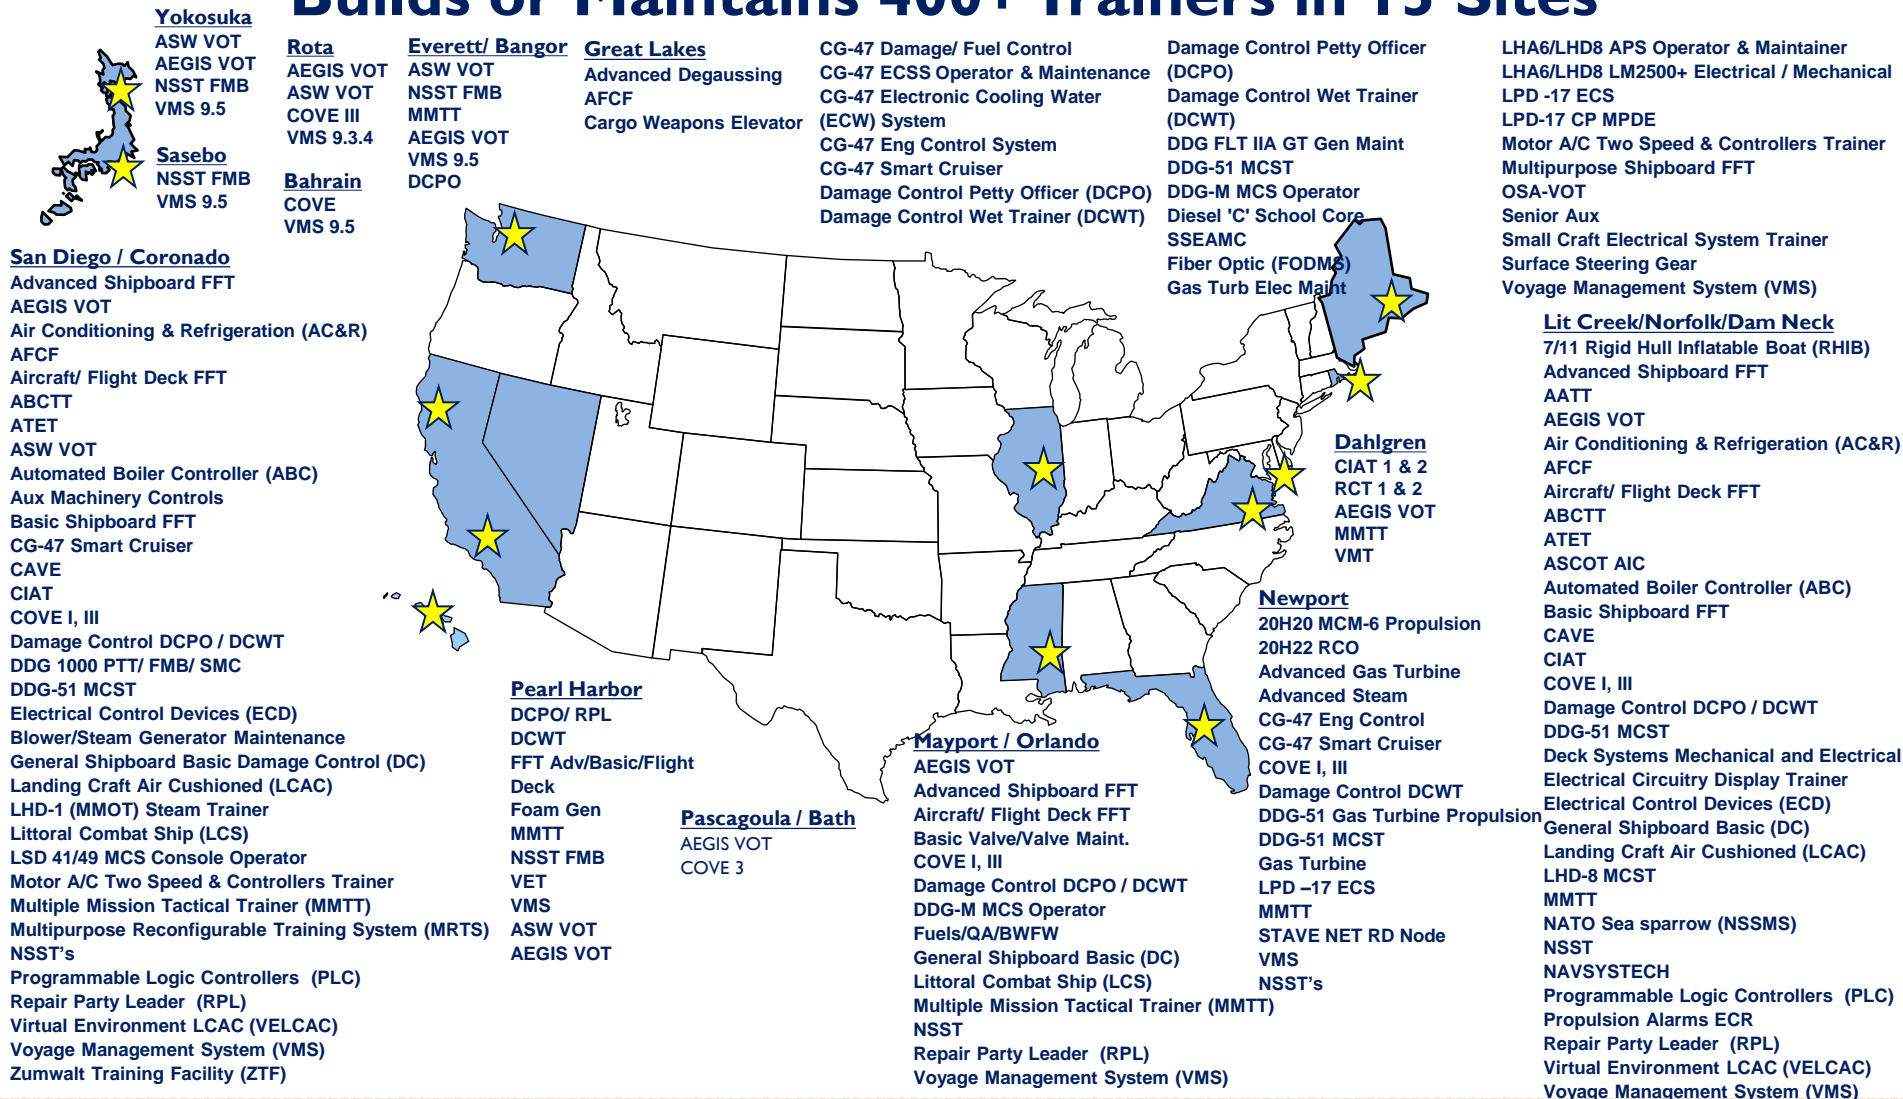 Builds or Maintains 400+ Trainers in 15 Sites
Yokosuka
ASW VOT
AEGIS VOT
NSST FMB
VMS 9.5
Sasebo
NSST FMB
VMS 9.5
Rota
AEGIS VOT
ASW VOT
COVE III
VMS 9.3.4
Bahrain
COVE
VMS 9.5
Everett/ Bangor
ASW VOT
NSST FMB
MMTT
AEGIS VOT
VMS 9.5
DCPO
Great Lakes
Advanced Degaussing
AFCF
Cargo Weapons Elevator
CG-47 Damage/ Fuel Control
CG-47 ECSS Operator & Maintenance
CG-47 Electronic Cooling Water
(ECW) System
CG-47 Eng Control System
CG-47 Smart Cruiser
Damage Control Petty Officer (DCPO)
Damage Control Wet Trainer (DCWT)
Damage Control Petty Officer
(DCPO)
Damage Control Wet Trainer
(DCWT)
DDG FLT IIA GT Gen Maint
DDG-51 MCST
DDG-M MCS Operator
Diesel 'C' School Core
SSEAMC
Fiber Optic (FODMS)
Gas Turb Elec Maint
LHA6/LHD8 APS Operator & Maintainer
LHA6/LHD8 LM2500+ Electrical / Mechanical
LPD -17 ECS
LPD-17 CP MPDE
Motor A/C Two Speed & Controllers Trainer
Multipurpose Shipboard FFT
OSA-VOT
Senior Aux
Small Craft Electrical System Trainer
Surface Steering Gear
Voyage Management System (VMS)
San Diego / Coronado
Advanced Shipboard FFT
AEGIS VOT
Air Conditioning & Refrigeration (AC&R)
AFCF
Aircraft/ Flight Deck FFT
ABCTT
ATET
ASW VOT
Automated Boiler Controller (ABC)
Aux Machinery Controls
Basic Shipboard FFT
CG-47 Smart Cruiser
CAVE
CIAT
COVE I, III
Damage Control DCPO / DCWT
DDG 1000 PTT/ FMB/ SMC
DDG-51 MCST
Electrical Control Devices (ECD)
Blower/Steam Generator Maintenance
General Shipboard Basic Damage Control (DC)
Landing Craft Air Cushioned (LCAC)
LHD-1 (MMOT) Steam Trainer
Littoral Combat Ship (LCS)
LSD 41/49 MCS Console Operator
Motor A/C Two Speed & Controllers Trainer
Multiple Mission Tactical Trainer (MMTT)
Multipurpose Reconfigurable Training System (MRTS)
NSST's
Programmable Logic Controllers (PLC)
Repair Party Leader (RPL)
Virtual Environment LCAC (VELCAC)
Voyage Management System (VMS)
Zumwalt Training Facility (ZTF)
Pearl Harbor
DCPO/ RPL
DCWT
FFT Adv/Basic/Flight
Deck
Foam Gen
MMTT
NSST FMB
VET
VMS
ASW VOT
AEGIS VOT
Pascagoula / Bath
AEGIS VOT
COVE 3
Mayport / Orlando
AEGIS VOT
Advanced Shipboard FFT
Aircraft/ Flight Deck FFT
Basic Valve/Valve Maint.
COVE I, III
Damage Control DCPO / DCWT
DDG-M MCS Operator
Fuels/QA/BWFW
General Shipboard Basic (DC)
Littoral Combat Ship (LCS)
Multiple Mission Tactical Trainer (MMTT)
NSST
Repair Party Leader (RPL)
Voyage Management System (VMS)
Dahlgren
CIAT 1 & 2
RCT 1 & 2
AEGIS VOT
MMTT
VMT
Newport
20H20 MCM-6 Propulsion
20H22 RCO
Advanced Gas Turbine
Advanced Steam
CG-47 Eng Control
CG-47 Smart Cruiser
COVE I, III
Damage Control DCWT
DDG-51 Gas Turbine Propulsion
DDG-51 MCST
Gas Turbine
LPD –17 ECS
MMTT
STAVE NET RD Node
VMS
NSST's
Lit Creek/Norfolk/Dam Neck
7/11 Rigid Hull Inflatable Boat (RHIB)
Advanced Shipboard FFT
AATT
AEGIS VOT
Air Conditioning & Refrigeration (AC&R)
AFCF
Aircraft/ Flight Deck FFT
ABCTT
ATET
ASCOT AIC
Automated Boiler Controller (ABC)
Basic Shipboard FFT
CAVE
CIAT
COVE I, III
Damage Control DCPO / DCWT
DDG-51 MCST
Deck Systems Mechanical and Electrical
Electrical Circuitry Display Trainer
Electrical Control Devices (ECD)
General Shipboard Basic (DC)
Landing Craft Air Cushioned (LCAC)
LHD-8 MCST
MMTT
NATO Sea sparrow (NSSMS)
NSST
NAVSYSTECH
Programmable Logic Controllers (PLC)
Propulsion Alarms ECR
Repair Party Leader (RPL)
Virtual Environment LCAC (VELCAC)
Voyage Management System (VMS)